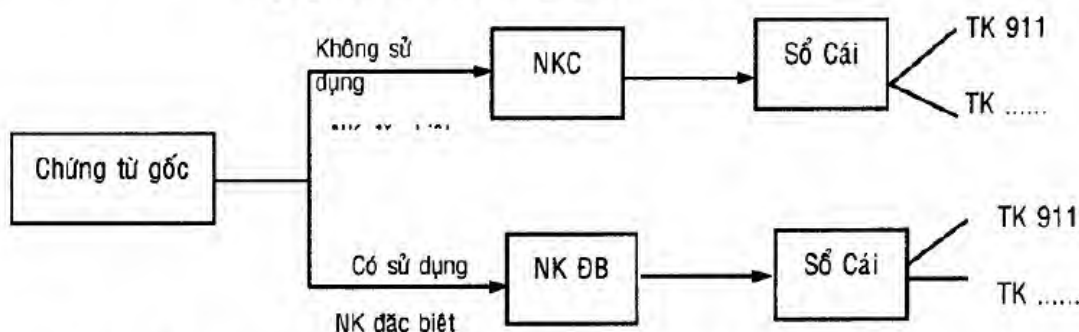 Không sử
dụng
NKC
Sổ Cái
TK 911
TK ......
Chứng từ gốc
Có sử dụng
NK đặc biệt
NK ĐB
Sổ Cái
TK 911
TK ......